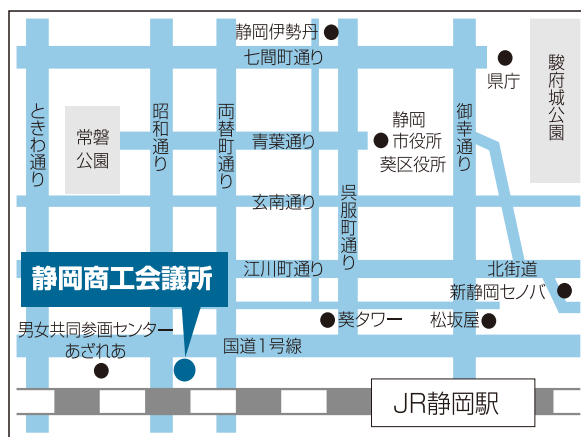 静岡伊勢丹
七間町通り
県庁
駿府城公園
ときわ通り
昭和通り
両替町通り
御幸通り
常磐
公園
青葉通り
静岡
市役所
葵区役所
玄南通り
呉服町通り
静岡商工会議所
江川町通り
北街道
新静岡セノバ
男女共同参画センター
あざれあ
葵タワー
松坂屋
国道1号線
JR静岡駅